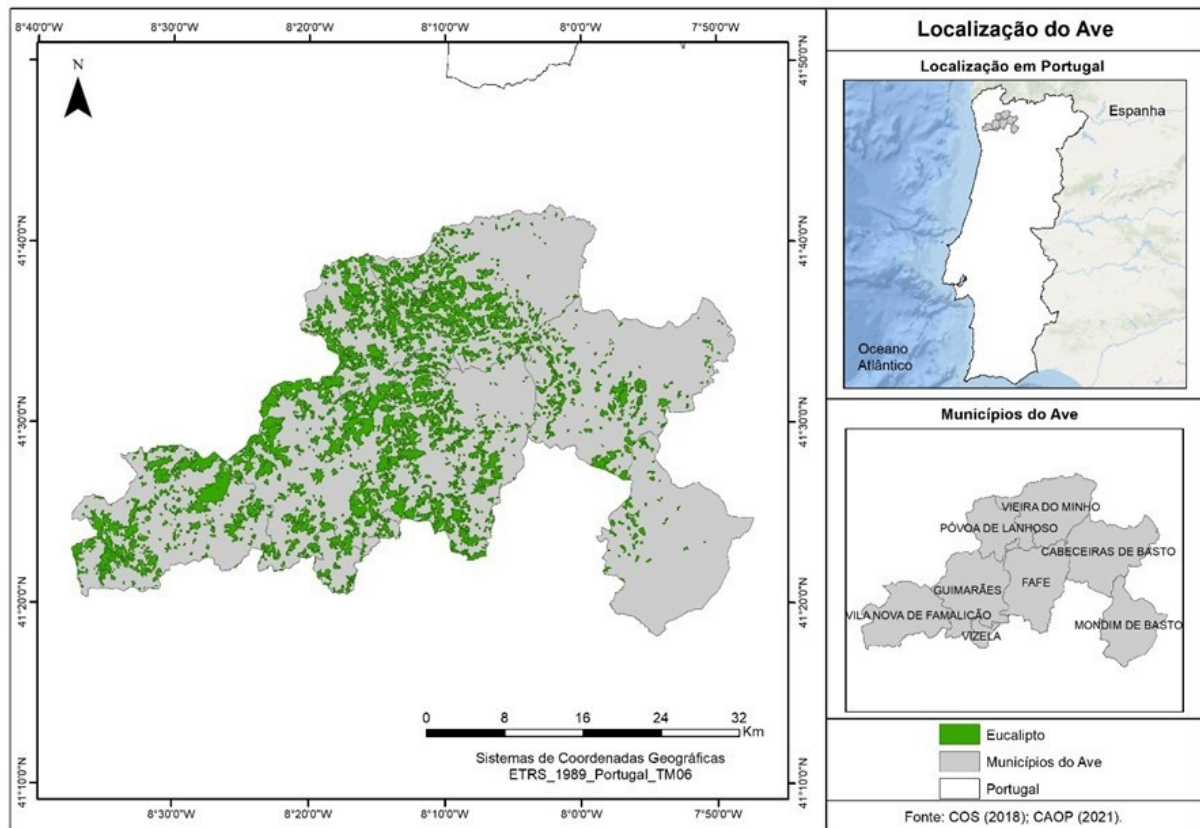 8°40'0"W
8°30'0"W
8°20'0"W
8°10'0"W
8°0'0"W
7°50'0"W
41°50'0"N
41°50'0"N
N
41°40'0"N
41°40'0"N
41°30'0"N
41°30'0"N
41°20'0"N
41°20'0"N
41°10'0"N
41°10'0"N
0
8
16
24
32
Km
Sistemas de Coordenadas Geográficas
ETRS_1989_Portugal_TM06
8°30'0"W
8°20'0"W
8°10'0"W
8°0'0"W
7°50'0"W
Localização do Ave
Localização em Portugal
Espanha
Oceano
Atlântico
Municípios do Ave
VIEIRA DO MINHO
PÓVOA DE LANHOSO
CABECEIRAS DE BASTO
GUIMARÃES
FAFE
VILA NOVA DE FAMALICÃO
MONDIM DE BASTO
VIZELA
Eucalipto
Municípios do Ave
Portugal
Fonte: COS (2018); CAOP (2021).